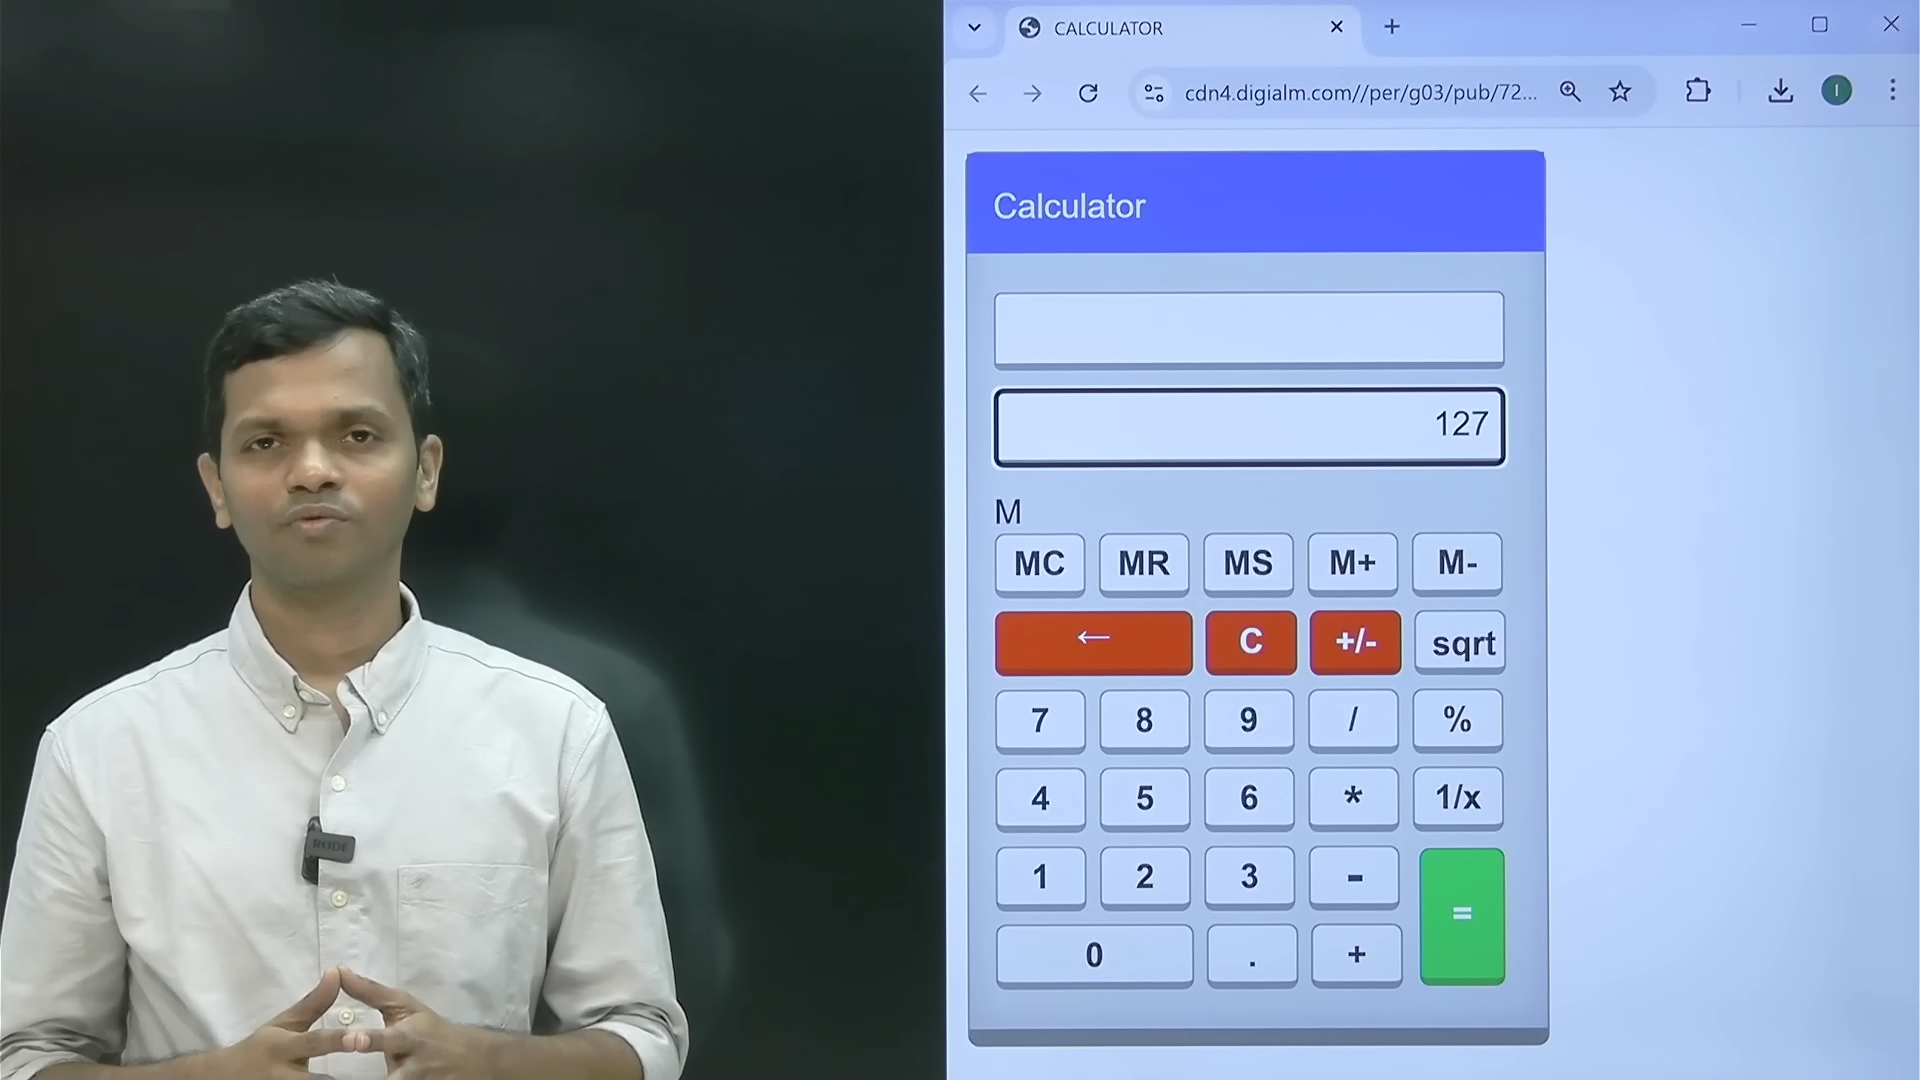 CALCULATOR
cdn4.digialm.com//per/g03/pub/72...
I
Calculator
127
M
MC MR MS M+ M-
← C +/- sqrt
7 8 9 / %
4 5 6 * 1/x
1 2 3 - =
0 . +
RODE